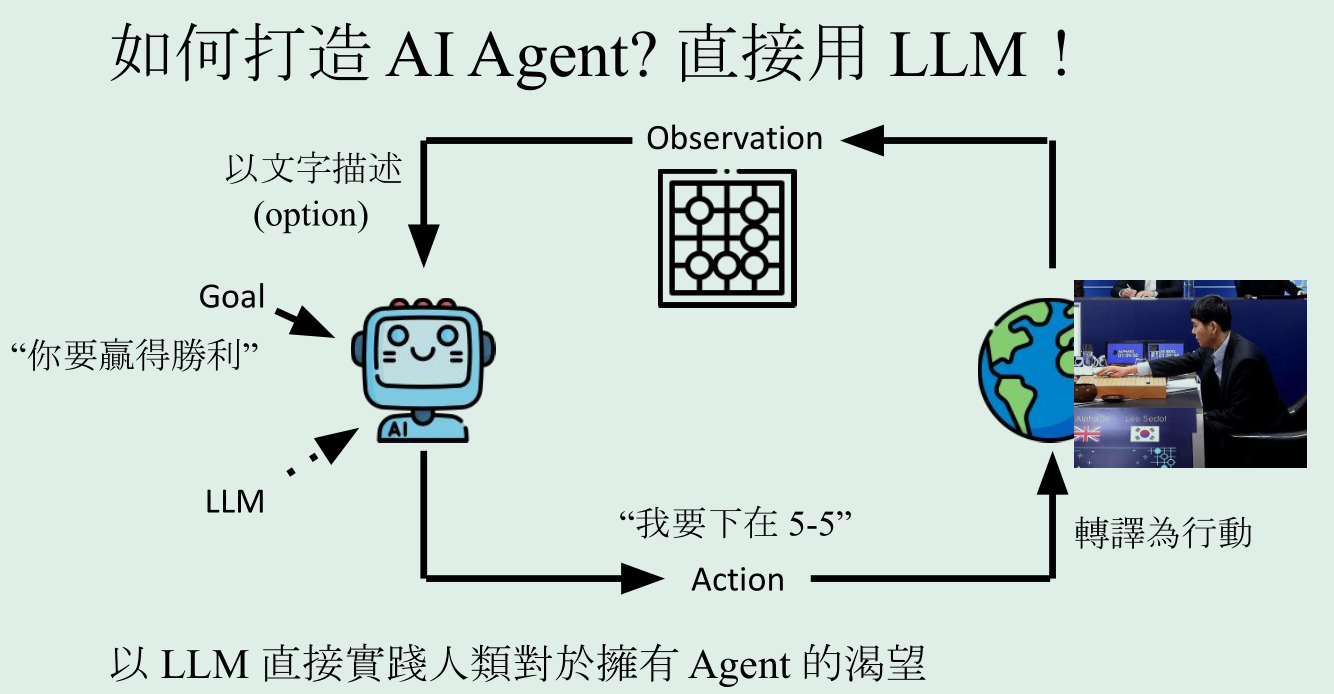 如何打造 AI Agent? 直接用 LLM！
Observation
以文字描述
(option)
Goal
“你要贏得勝利”
AI
LLM
“我要下在 5-5”
Action
轉譯為行動
AlphaGo
Lee Sedol
以 LLM 直接實踐人類對於擁有 Agent 的渴望